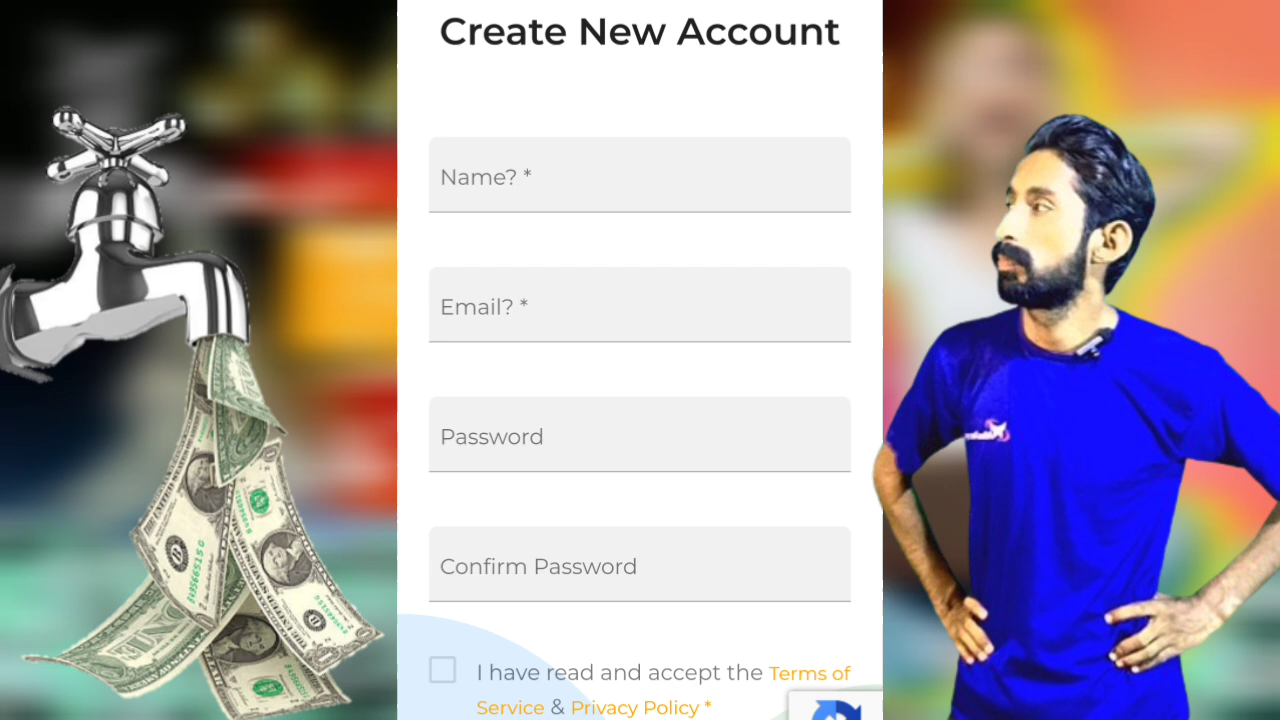 Create New Account
Name? *
Email? *
Password
Confirm Password
I have read and accept the Terms of
Service & Privacy Policy *